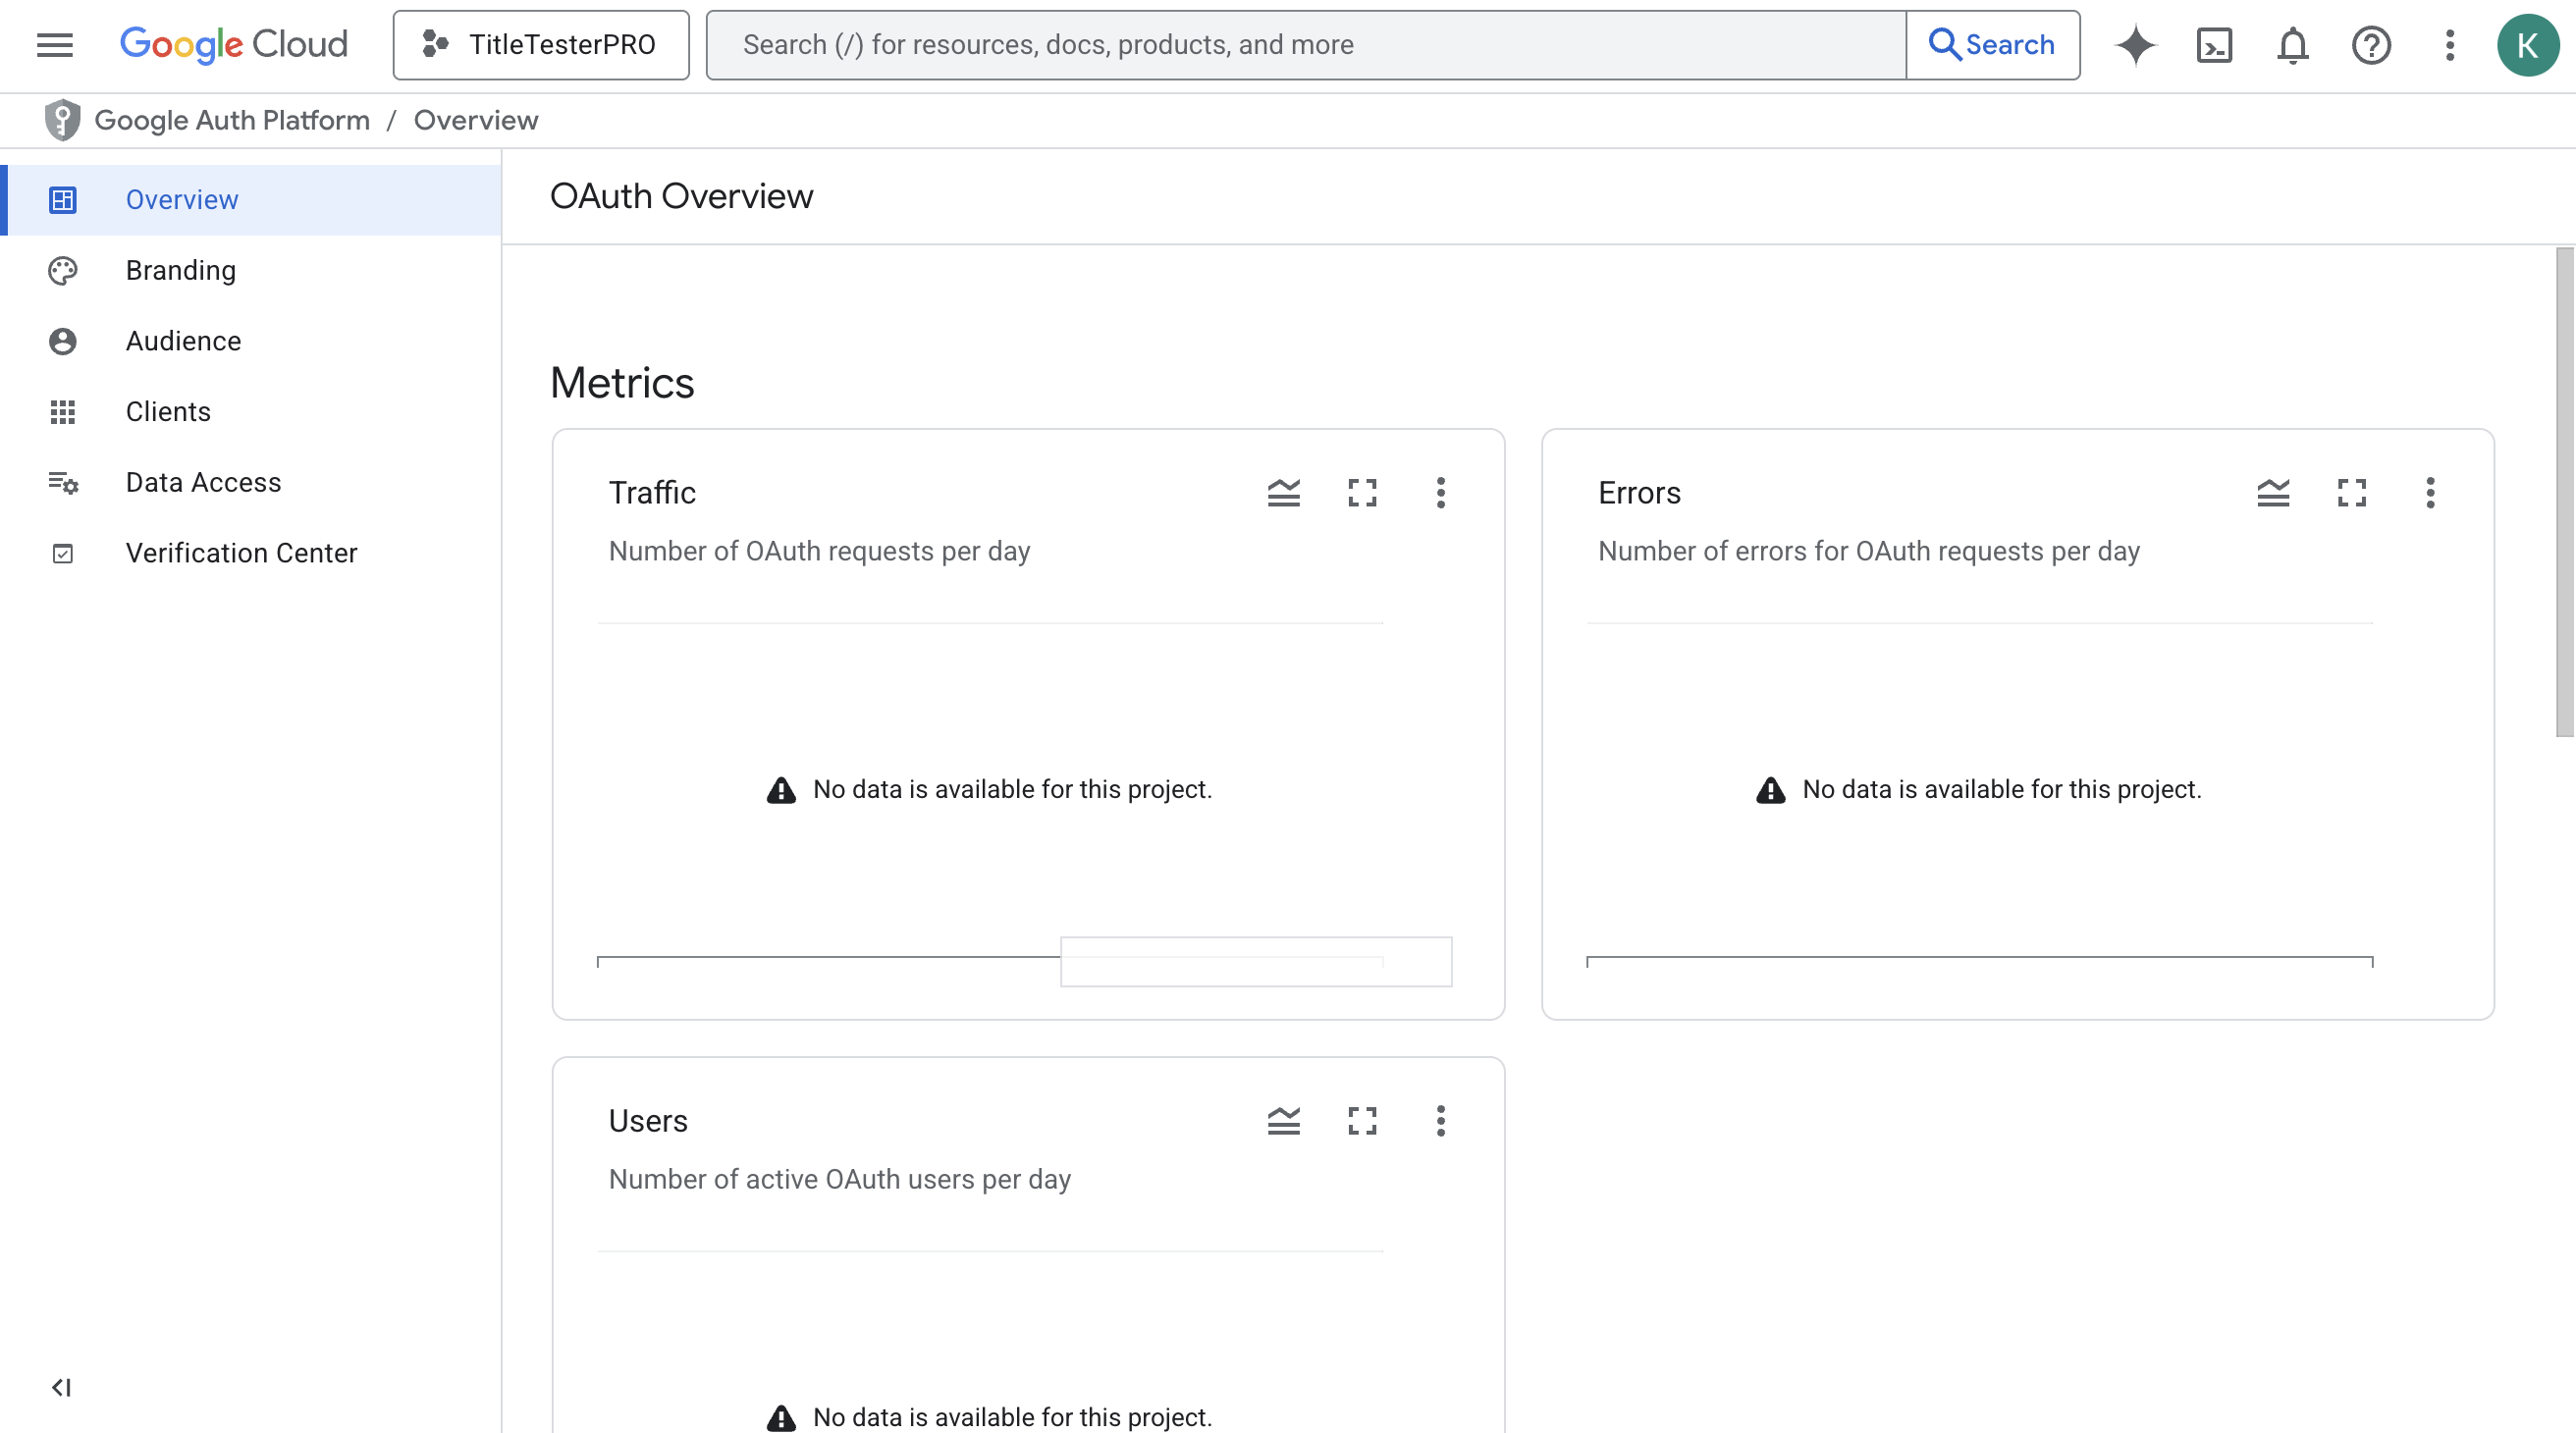 Google Cloud
TitleTesterPRO
Search (/) for resources, docs, products, and more
Search
K
Google Auth Platform / Overview
Overview
Branding
Audience
Clients
Data Access
Verification Center
OAuth Overview
Metrics
Traffic
Number of OAuth requests per day
No data is available for this project.
Errors
Number of errors for OAuth requests per day
No data is available for this project.
Users
Number of active OAuth users per day
No data is available for this project.